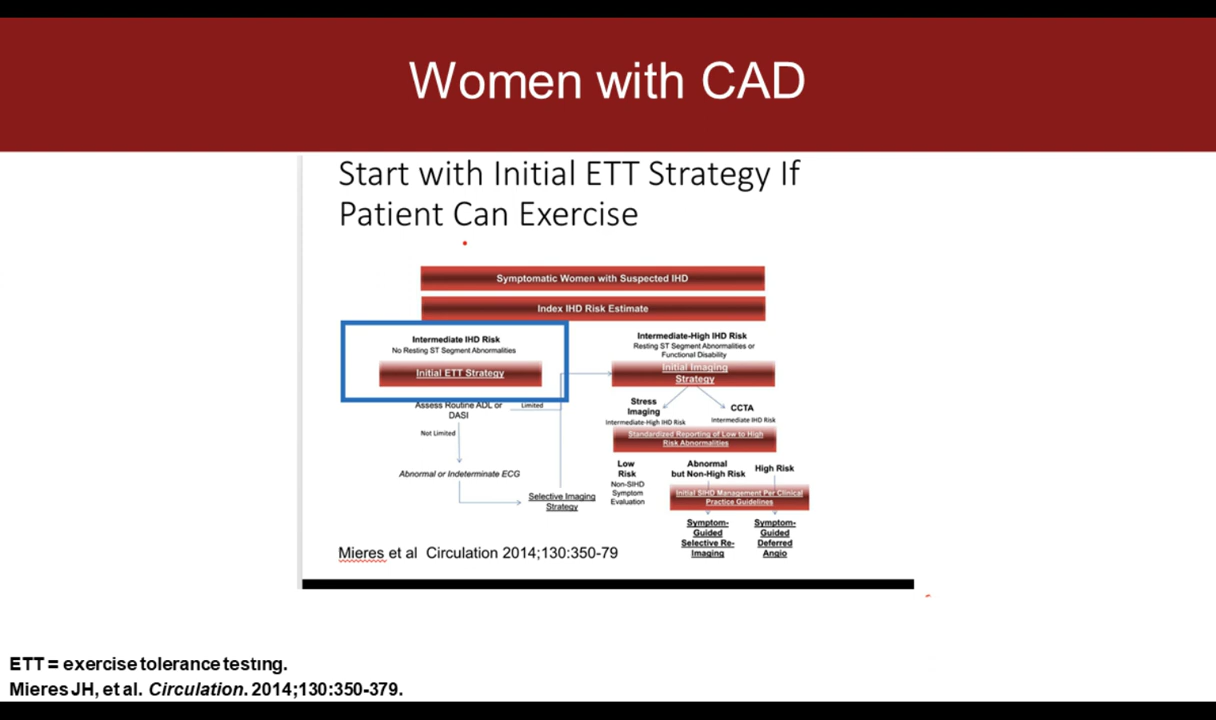 Women with CAD
Start with Initial ETT Strategy If
Patient Can Exercise
Symptomatic Women with Suspected IHD
Index IHD Risk Estimate
Intermediate IHD Risk
No Resting ST Segment Abnormalities
Initial ETT Strategy
Assess Routine ADL or
DASI
Limited
Not Limited
Abnormal or Indeterminate ECG
Selective Imaging
Strategy
Intermediate-High IHD Risk
Resting ST Segment Abnormalities or
Functional Disability
Initial Imaging
Strategy
Stress
Imaging
Intermediate-High IHD Risk
CCTA
Intermediate IHD Risk
Standardized Reporting of Low to High
Risk Abnormalities
Low
Risk
Non-SIHD
Symptom
Evaluation
Abnormal
but Non-High Risk
High Risk
Initial SIHD Management Per Clinical
Practice Guidelines
Symptom-
Guided
Selective Re-
Imaging
Symptom-
Guided
Deferred
Angio
Mieres et al Circulation 2014;130:350-79
ETT = exercise tolerance testing.
Mieres JH, et al. Circulation. 2014;130:350-379.